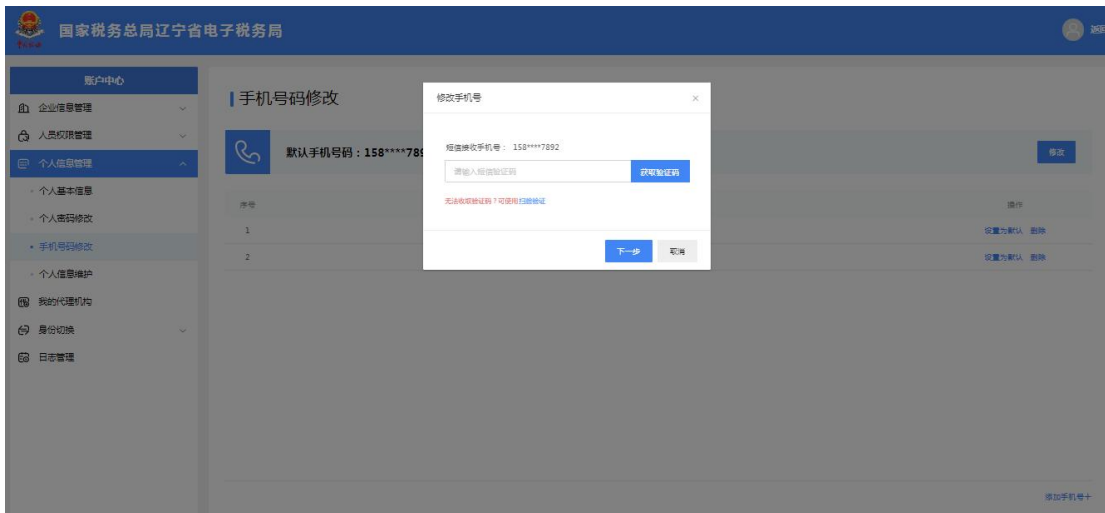 国家税务总局辽宁省电子税务局
账户中心
企业信息管理
人员权限管理
个人信息管理
个人基本信息
个人密码修改
手机号码修改
个人信息维护
我的代理机构
身份切换
日志管理
手机号码修改
默认手机号码：158****789
修改
序号
操作
1
设置为默认 删除
2
设置为默认 删除
添加手机号+
修改手机号
短信接收手机号： 158****7892
请输入短信验证码
获取验证码
无法收取验证码？可使用扫脸验证
下一步
取消